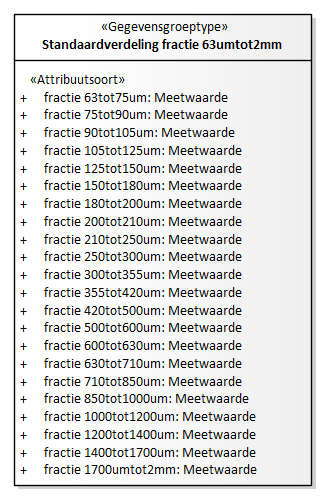 «Gegevensgroeptype»
Standaardverdeling fractie 63umtot2mm
«Attribuutsoort»
+ fractie 63tot75um: Meetwaarde
+ fractie 75tot90um: Meetwaarde
+ fractie 90tot105um: Meetwaarde
+ fractie 105tot125um: Meetwaarde
+ fractie 125tot150um: Meetwaarde
+ fractie 150tot180um: Meetwaarde
+ fractie 180tot200um: Meetwaarde
+ fractie 200tot210um: Meetwaarde
+ fractie 210tot250um: Meetwaarde
+ fractie 250tot300um: Meetwaarde
+ fractie 300tot355um: Meetwaarde
+ fractie 355tot420um: Meetwaarde
+ fractie 420tot500um: Meetwaarde
+ fractie 500tot600um: Meetwaarde
+ fractie 600tot630um: Meetwaarde
+ fractie 630tot710um: Meetwaarde
+ fractie 710tot850um: Meetwaarde
+ fractie 850tot1000um: Meetwaarde
+ fractie 1000tot1200um: Meetwaarde
+ fractie 1200tot1400um: Meetwaarde
+ fractie 1400tot1700um: Meetwaarde
+ fractie 1700umtot2mm: Meetwaarde